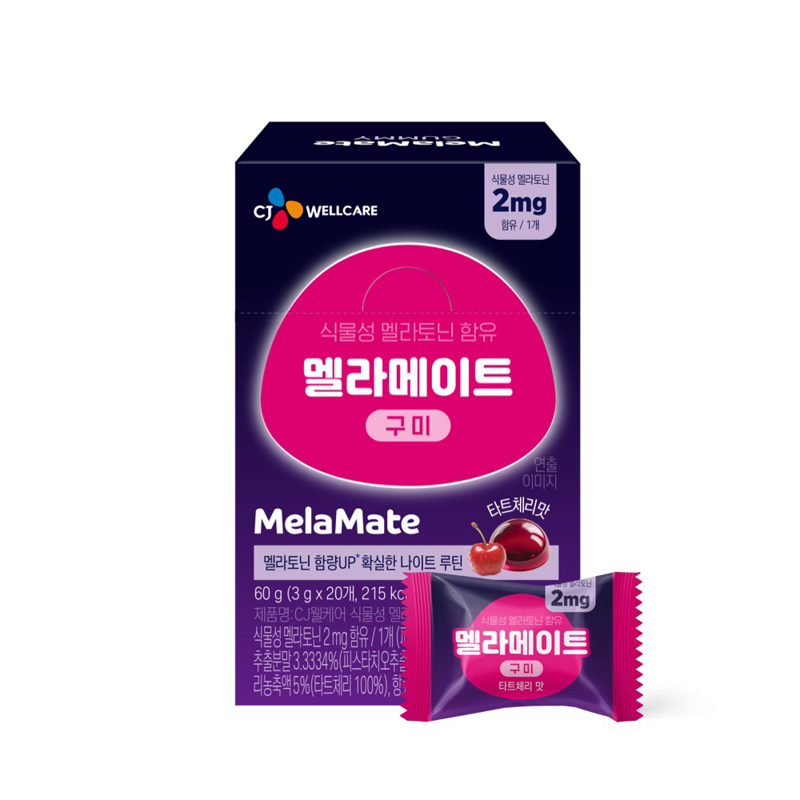 MelaMate
GUMMY
CJ WELLCARE
식물성 멜라토닌
2mg
함유 / 1개
식물성 멜라토닌 함유
멜라메이트
구미
연출
이미지
타트체리맛
MelaMate
멜라토닌 함량UP* 확실한 나이트 루틴
60 g (3 g x 20개, 215 kc
제품명: CJ웰케어 식물성 멜라
식물성 멜라토닌 2 mg 함유 / 1개
추출분말 3.3334%(피스타치오추출
리농축액 5%(타트체리 100%),
멜라토닌
2mg
식물성 멜라토닌 함유
멜라메이트
구미
타트체리 맛